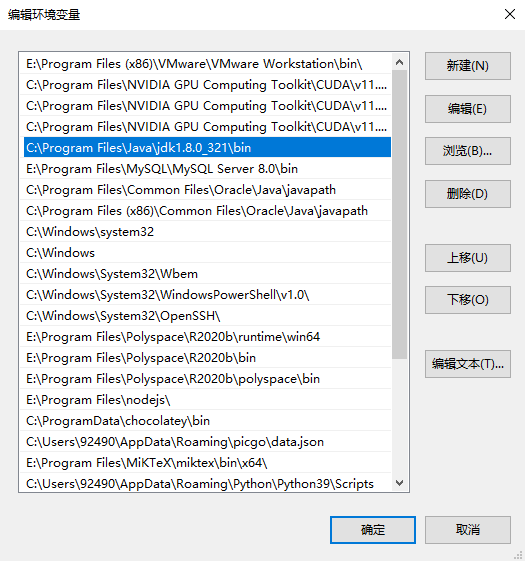 编辑环境变量
E:\Program Files (x86)\VMware\VMware Workstation\bin\
C:\Program Files\NVIDIA GPU Computing Toolkit\CUDA\v11....
C:\Program Files\NVIDIA GPU Computing Toolkit\CUDA\v11....
C:\Program Files\NVIDIA GPU Computing Toolkit\CUDA\v11....
C:\Program Files\Java\jdk1.8.0_321\bin
E:\Program Files\MySQL\MySQL Server 8.0\bin
C:\Program Files\Common Files\Oracle\Java\javapath
C:\Program Files (x86)\Common Files\Oracle\Java\javapath
C:\Windows\system32
C:\Windows
C:\Windows\System32\Wbem
C:\Windows\System32\WindowsPowerShell\v1.0\
C:\Windows\System32\OpenSSH\
E:\Program Files\Polyspace\R2020b\runtime\win64
E:\Program Files\Polyspace\R2020b\bin
E:\Program Files\Polyspace\R2020b\polyspace\bin
E:\Program Files\nodejs\
C:\ProgramData\chocolatey\bin
C:\Users\92490\AppData\Roaming\picgo\data.json
E:\Program Files\MiKTeX\miktex\bin\x64\
C:\Users\92490\AppData\Roaming\Python\Python39\Scripts
新建(N)
编辑(E)
浏览(B)...
删除(D)
上移(U)
下移(O)
编辑文本(T)...
确定
取消